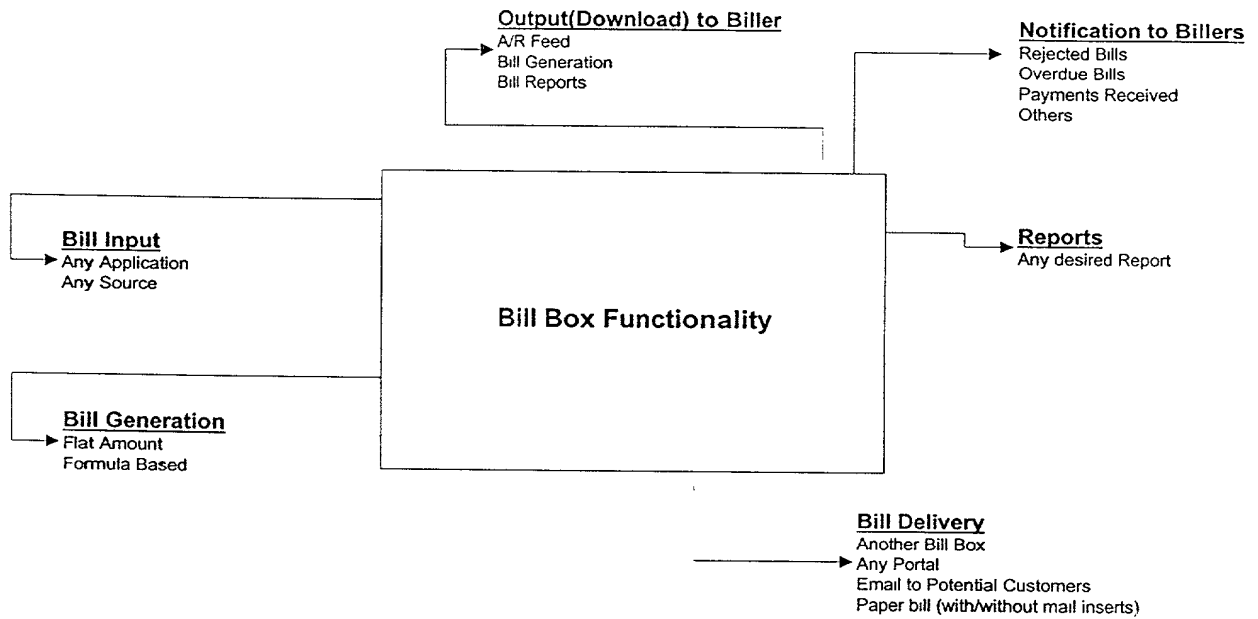 Output(Download) to Biller
A/R Feed
Bill Generation
Bill Reports
Notification to Billers
Rejected Bills
Overdue Bills
Payments Received
Others
Bill Input
Any Application
Any Source
Reports
Any desired Report
Bill Box Functionality
Bill Generation
Flat Amount
Formula Based
Bill Delivery
Another Bill Box
Any Portal
Email to Potential Customers
Paper bill (with/without mail inserts)